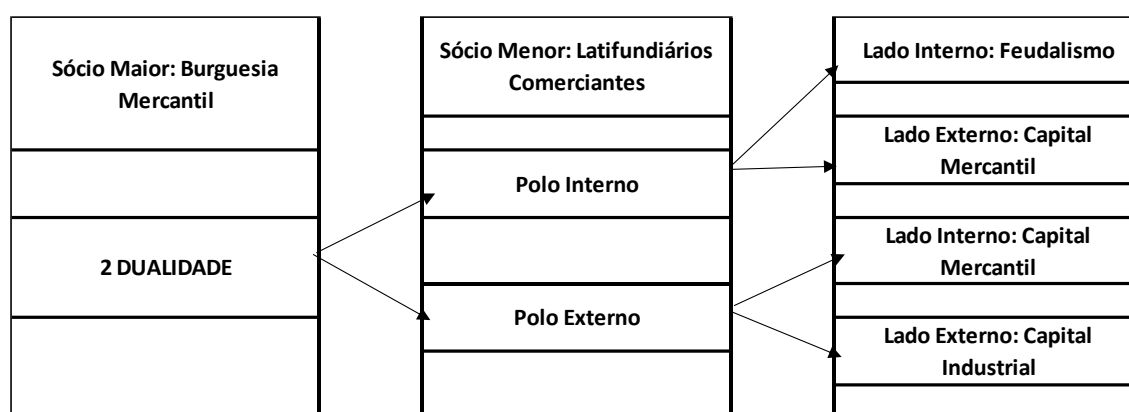 Sócio Maior: Burguesia
Mercantil
2 DUALIDADE
Sócio Menor: Latifundiários
Comerciantes
Polo Interno
Polo Externo
Lado Interno: Feudalismo
Lado Externo: Capital
Mercantil
Lado Interno: Capital
Mercantil
Lado Externo: Capital
Industrial